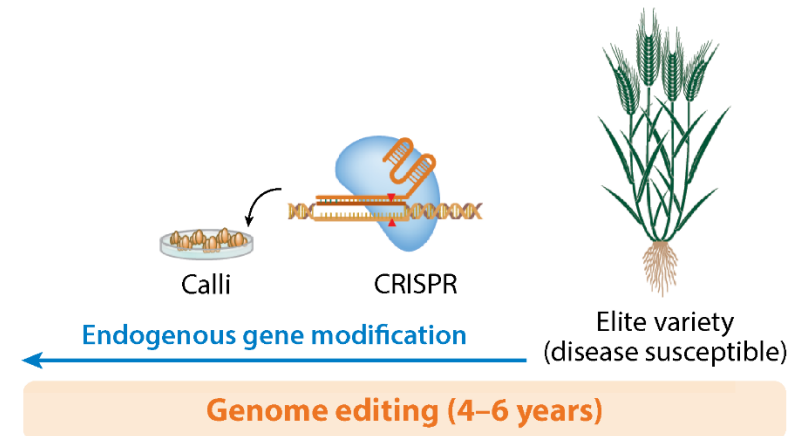 Calli
CRISPR
Elite variety
(disease susceptible)
Endogenous gene modification
Genome editing (4–6 years)